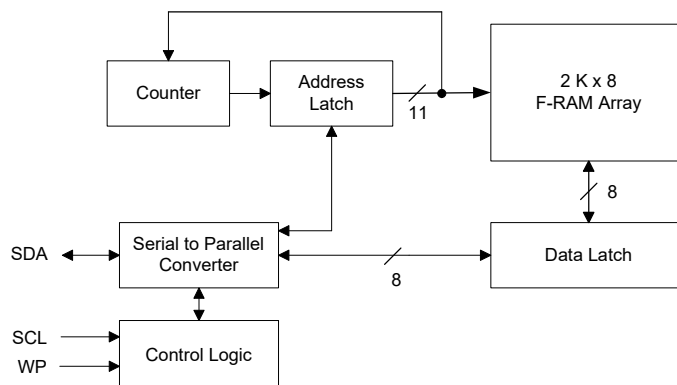 Counter
Address
Latch
11
2 K x 8
F-RAM Array
8
SDA
Serial to Parallel
Converter
8
Data Latch
SCL
WP
Control Logic